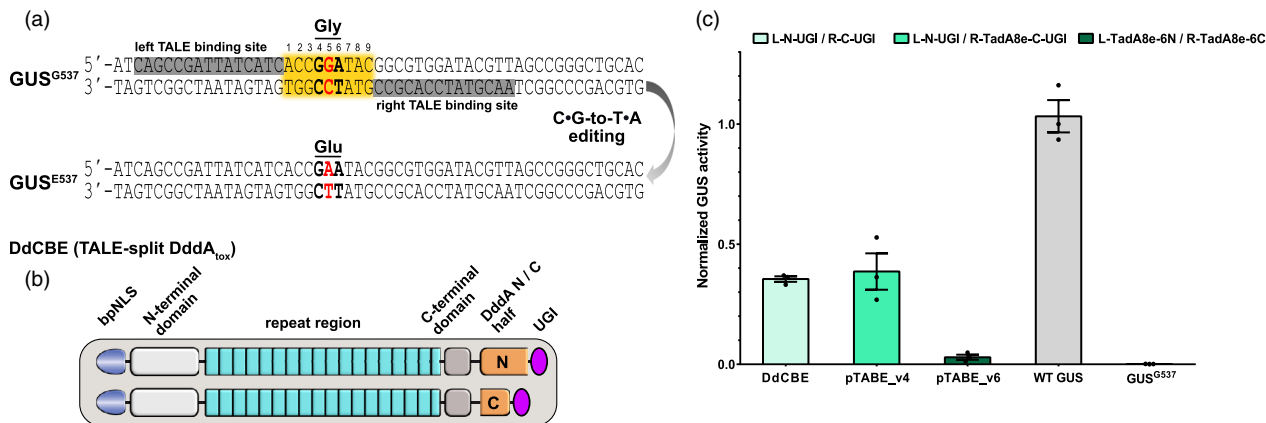 (a)
Gly
left TALE binding site
1 2 3 4 5 6 7 8 9
5′-ATCAGCCGATTATCATCACCGGATACGGCGTGGATACGTTAGCCGGGCTGCAC
GUSG537
3′-TAGTCGGCTAATAGTAGTGGCCTATGCCGCACCTATGCAATCGGCCCGACGTG
right TALE binding site
C•G-to-T•A
editing
Glu
5′-ATCAGCCGATTATCATCACCGAATACGGCGTGGATACGTTAGCCGGGCTGCAC
GUSE537
3′-TAGTCGGCTAATAGTAGTGGCTTATGCCGCACCTATGCAATCGGCCCGACGTG
DdCBE (TALE-split DddAtox)
(b)
bpNLS
N-terminal
domain
repeat region
C-terminal
domain
DddA N / C
half
UGI
N
C
(c)
L-N-UGI / R-C-UGI
L-N-UGI / R-TadA8e-C-UGI
L-TadA8e-6N / R-TadA8e-6C
Normalized GUS activity
1.0
0.5
0.0
DdCBE
pTABE_v4
pTABE_v6
WT GUS
GUSG537